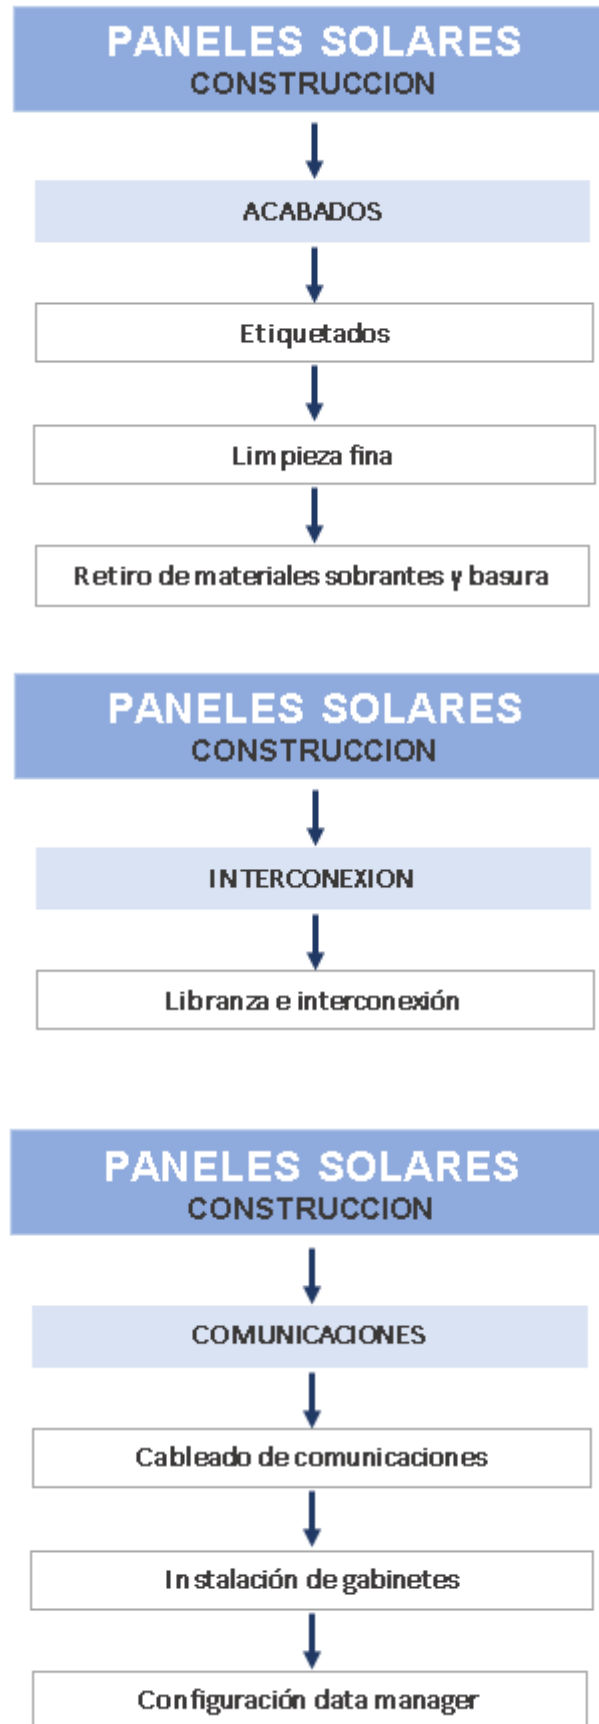 PANELES SOLARES
CONSTRUCCION
ACABADOS
Etiquetados
Limpieza fina
Retiro de materiales sobrantes y basura
PANELES SOLARES
CONSTRUCCION
INTERCONEXION
Libranza e interconexión
PANELES SOLARES
CONSTRUCCION
COMUNICACIONES
Cableado de comunicaciones
Instalación de gabinetes
Configuración data manager